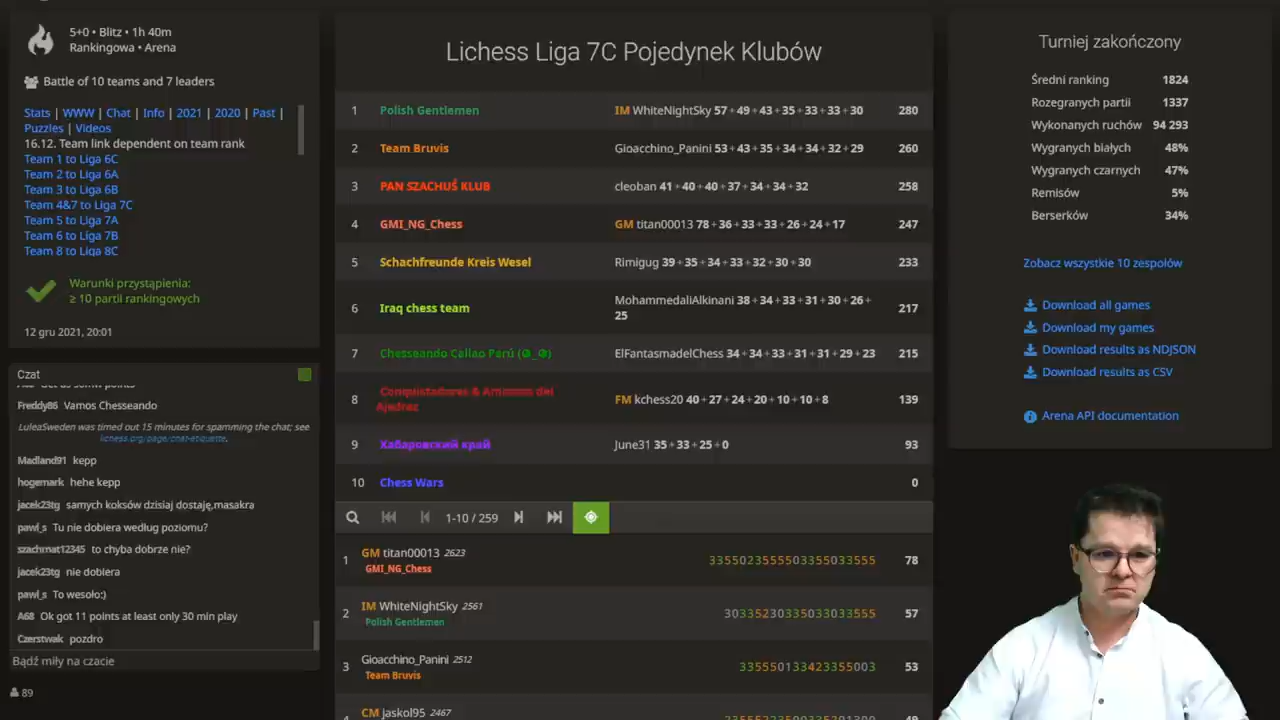 5+0 • Blitz • 1h 40m
Rankingowa • Arena
Battle of 10 teams and 7 leaders
Stats | WWW | Chat | Info | 2021 | 2020 | Past |
Puzzles | Videos
16.12. Team link dependent on team rank
Team 1 to Liga 6C
Team 2 to Liga 6A
Team 3 to Liga 6B
Team 4&7 to Liga 7C
Team 5 to Liga 7A
Team 6 to Liga 7B
Team 8 to Liga 8C
Warunki przystąpienia:
≥ 10 partii rankingowych
12 gru 2021, 20:01
Czat
Freddy86 Vamos Chesseando
LuleaSweden was timed out 15 minutes for spamming the chat; see
lichess.org/page/chat-etiquette.
Madland91 kepp
hogemark hehe kepp
jacek23tg samych koksów dzisiaj dostaję,masakra
pawl_s Tu nie dobiera według poziomu?
szachmat12345 to chyba dobrze nie?
jacek23tg nie dobiera
pawl_s To wesoło:)
A68 Ok got 11 points at least only 30 min play
Czerstwak pozdro
Bądź miły na czacie
89
Lichess Liga 7C Pojedynek Klubów
1 Polish Gentlemen IM WhiteNightSky 57+49+43+35+33+33+30 280
2 Team Bruvis Gioacchino_Panini 53+43+35+34+34+32+29 260
3 PAN SZACHUŚ KLUB cleoban 41+40+40+37+34+34+32 258
4 GMI_NG_Chess GM titan00013 78+36+33+33+26+24+17 247
5 Schachfreunde Kreis Wesel Rimigug 39+35+34+33+32+30+30 233
6 Iraq chess team MohammedaliAlkinani 38+34+33+31+30+26+
25 217
7 Chesseando Callao Perú (⊘_⊘) ElFantasmadelChess 34+34+33+31+31+29+23 215
8 Conquistadores & Amantes del
Ajedrez FM kchess20 40+27+24+20+10+10+8 139
9 Хабаровский край June31 35+33+25+0 93
10 Chess Wars 0
1-10 / 259
1 GM titan00013 2623 3355023555503355033555 78
GMI_NG_Chess
2 IM WhiteNightSky 2561 30335230335033033555 57
Polish Gentlemen
3 Gioacchino_Panini 2512 335550133423355003 53
Team Bruvis
CM jaskol95 2467
Turniej zakończony
Średni ranking 1824
Rozegranych partii 1337
Wykonanych ruchów 94 293
Wygranych białych 48%
Wygranych czarnych 47%
Remisów 5%
Berserków 34%
Zobacz wszystkie 10 zespołów
Download all games
Download my games
Download results as NDJSON
Download results as CSV
Arena API documentation